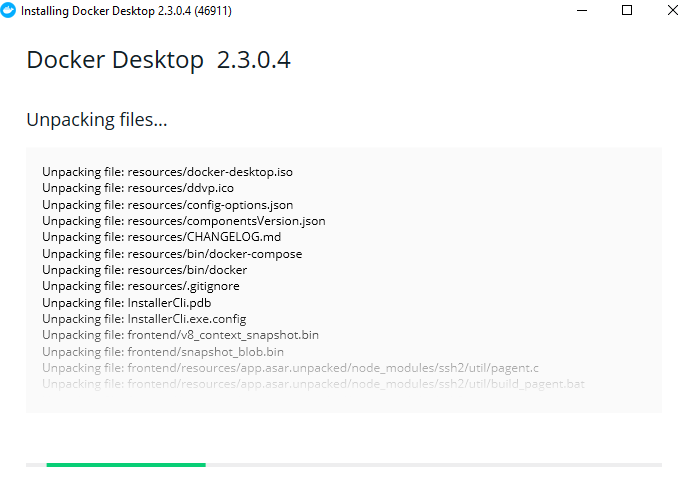 Installing Docker Desktop 2.3.0.4 (46911)
Docker Desktop 2.3.0.4
Unpacking files...
Unpacking file: resources/docker-desktop.iso
Unpacking file: resources/ddvp.ico
Unpacking file: resources/config-options.json
Unpacking file: resources/componentsVersion.json
Unpacking file: resources/CHANGELOG.md
Unpacking file: resources/bin/docker-compose
Unpacking file: resources/bin/docker
Unpacking file: resources/.gitignore
Unpacking file: InstallerCli.pdb
Unpacking file: InstallerCli.exe.config
Unpacking file: frontend/v8_context_snapshot.bin
Unpacking file: frontend/snapshot_blob.bin
Unpacking file: frontend/resources/app.asar.unpacked/node_modules/ssh2/util/pagent.c
Unpacking file: frontend/resources/app.asar.unpacked/node_modules/ssh2/util/build_pagent.bat